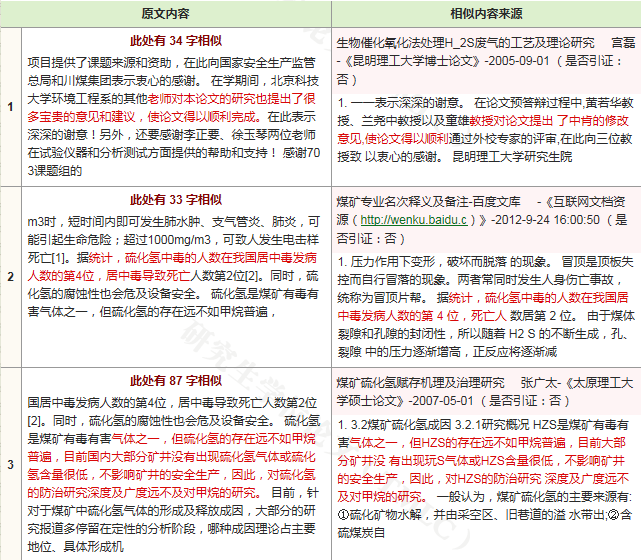 原文内容
相似内容来源
1
此处有 34 字相似
项目提供了课题来源和资助，在此向国家安全生产监管
总局和川煤集团表示衷心的感谢。 在学期间，北京科技
大学环境工程系的其他老师对本论文的研究也提出了很
多宝贵的意见和建议，使论文得以顺利完成。在此表示
深深的谢意！另外，还要感谢李正要、徐玉琴两位老师
在试验仪器和分析测试方面提供的帮助和支持！ 感谢70
3课题组的
生物催化氧化法处理H_2S废气的工艺及理论研究 宫磊
-《昆明理工大学博士论文》-2005-09-01（ 是否引证：
否）
1. 一一表示深深的谢意。 在论文预答辩过程中,黄若华教
授、兰尧中教授以及童雄教授对论文提出 了中肯的修改
意见,使论文得以顺利通过外校专家的评审,在此向三位教
授致 以衷心的感谢。 昆明理工大学研究生院
2
此处有 33 字相似
m3时，短时间内即可发生肺水肿、支气管炎、肺炎，可
能引起生命危险；超过1000mg/m3，可致人发生电击样
死亡[1]。据统计，硫化氢中毒的人数在我国居中毒发病
人数的第4位，居中毒导致死亡人数第2位[2]。同时，硫
化氢的腐蚀性也会危及设备安全。 硫化氢是煤矿有毒有
害气体之一，但硫化氢的存在远不如甲烷普遍，
煤矿专业名次释义及备注-百度文库 -《互联网文档资
源（http://wenku.baidu.c）》-2012-9-24 16:00:50（ 是
否引证：否）
1. 压力作用下变形，破坏而脱落 的现象。 冒顶是顶板失
控而自行冒落的现象。两者常同时发生人身伤亡事故，
统称为冒顶片帮。 据统计，硫化氢中毒的人数在我国居
中毒发病人数的第 4 位，死亡人 数居第 2 位。 由于煤体
裂隙和孔隙的封闭性，所以随着 H2 S 的不断生成，孔、
裂隙 中的压力逐渐增高，正反应将逐渐减
3
此处有 87 字相似
国居中毒发病人数的第4位，居中毒导致死亡人数第2位
[2]。同时，硫化氢的腐蚀性也会危及设备安全。 硫化氢
是煤矿有毒有害气体之一，但硫化氢的存在远不如甲烷
普遍，目前国内大部分矿井没有出现硫化氢气体或硫化
氢含量很低，不影响矿井的安全生产，因此，对硫化氢
的防治研究深度及广度远不及对甲烷的研究。 目前，针
对于煤矿中硫化氢气体的形成及释放成因，大部分的研
究报道多停留在定性的分析阶段，哪种成因理论占主要
地位、具体形成机
煤矿硫化氢赋存机理及治理研究 张广太-《太原理工大
学硕士论文》-2007-05-01（ 是否引证：否）
1. 3.2煤矿硫化氢成因 3.2.1研究概况 HZS是煤矿有毒有
害气体之一，但HZS的存在远不如甲烷普遍，目前大部
分矿井没 有出现玩S气体或HZS含量很低，不影响矿井
的安全生产，因此，对HZS的防治研究 深度及广度远不
及对甲烷的研究。 一般认为，煤矿硫化氢的主要来源有:
①硫化矿物水解，并由采空区、旧巷道的溢 水带出;②含
硫煤炭自